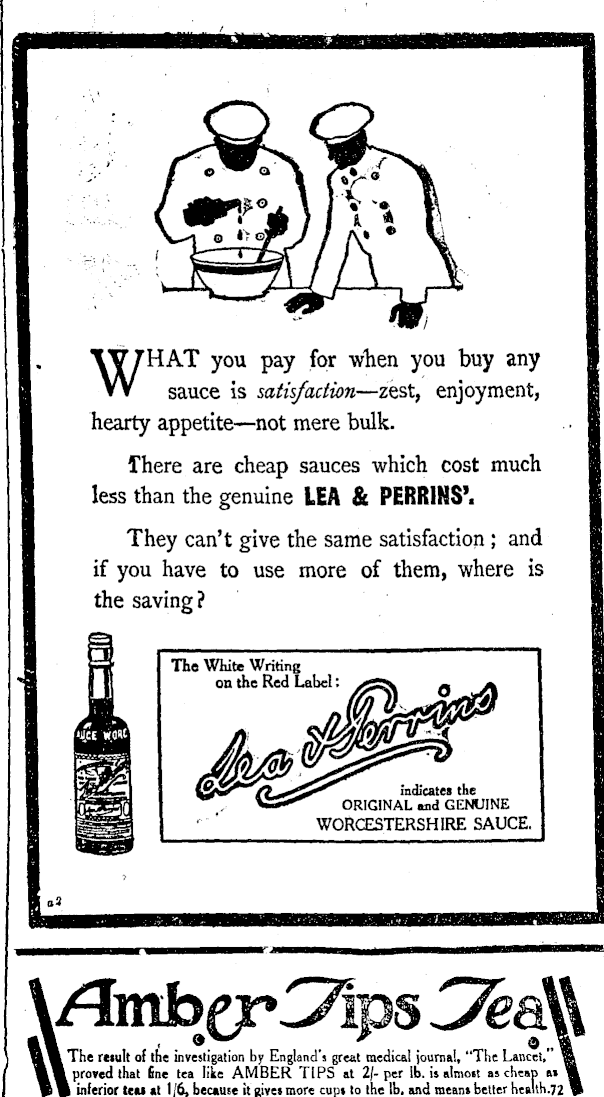 WHAT you pay for when you buy any
sauce is satisfaction—zest, enjoyment,
hearty appetite—not mere bulk.
There are cheap sauces which cost much
less than the genuine LEA & PERRINS'.
They can't give the same satisfaction; and
if you have to use more of them, where is
the saving?
AUCE WORC
The White Writing
on the Red Label:
Lea & Perrins
indicates the
ORIGINAL and GENUINE
WORCESTERSHIRE SAUCE.
a2
Amber Tips Tea
The result of the investigation by England's great medical journal, "The Lancet,"
proved that fine tea like AMBER TIPS at 2/- per lb. is almost as cheap as
inferior teas at 1/6, because it gives more cups to the lb. and means better health.72